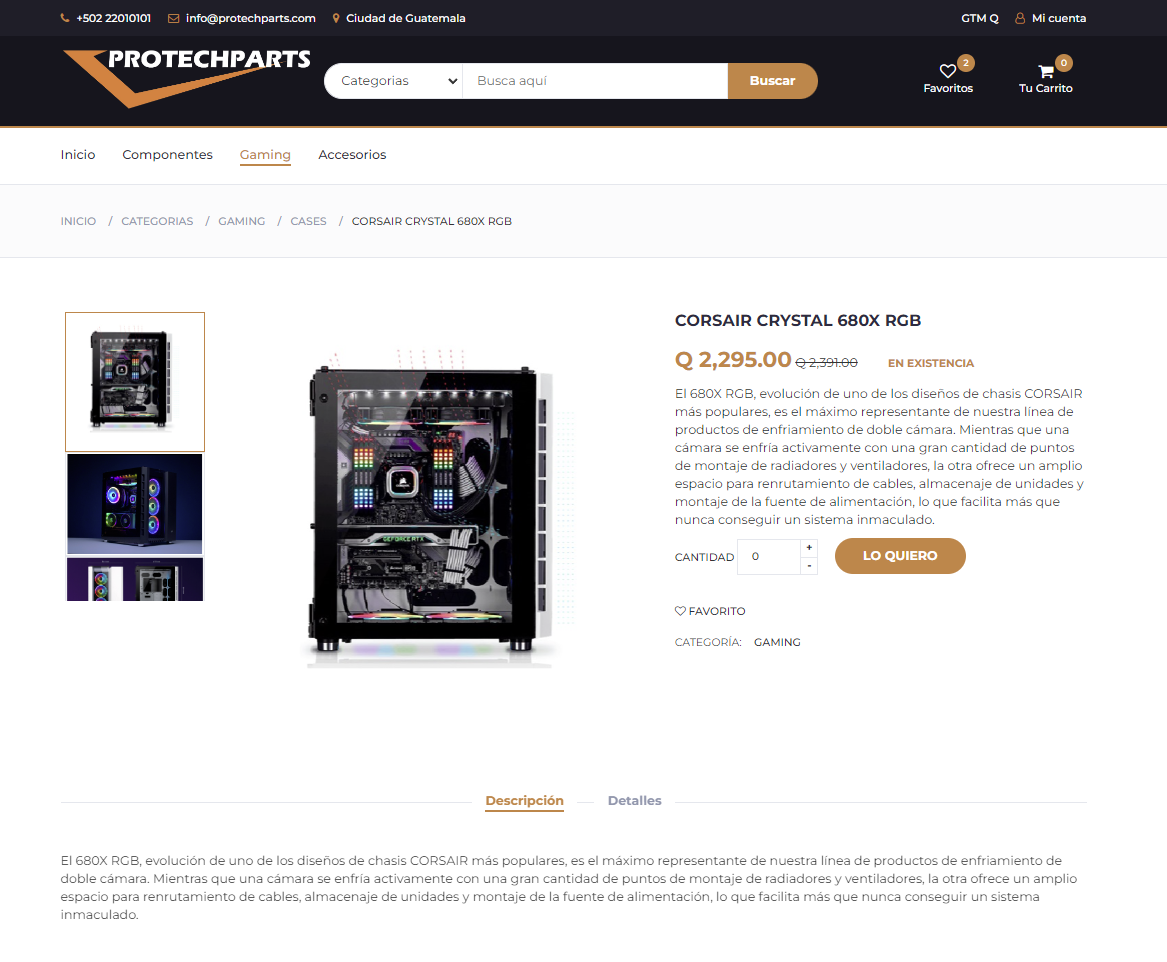 +502 22010101 info@protechparts.com Ciudad de Guatemala GTM Q Mi cuenta
PROTECHPARTS
Categorias Busca aquí Buscar
2
Favoritos
0
Tu Carrito
Inicio Componentes Gaming Accesorios
INICIO / CATEGORIAS / GAMING / CASES / CORSAIR CRYSTAL 680X RGB
GEFORCE RTX
CORSAIR CRYSTAL 680X RGB
Q 2,295.00 Q 2,391.00 EN EXISTENCIA
El 680X RGB, evolución de uno de los diseños de chasis CORSAIR
más populares, es el máximo representante de nuestra línea de
productos de enfriamiento de doble cámara. Mientras que una
cámara se enfría activamente con una gran cantidad de puntos
de montaje de radiadores y ventiladores, la otra ofrece un amplio
espacio para renrutamiento de cables, almacenaje de unidades y
montaje de la fuente de alimentación, lo que facilita más que
nunca conseguir un sistema inmaculado.
CANTIDAD 0 + - LO QUIERO
FAVORITO
CATEGORÍA: GAMING
Descripción Detalles
El 680X RGB, evolución de uno de los diseños de chasis CORSAIR más populares, es el máximo representante de nuestra línea de productos de enfriamiento de
doble cámara. Mientras que una cámara se enfría activamente con una gran cantidad de puntos de montaje de radiadores y ventiladores, la otra ofrece un amplio
espacio para renrutamiento de cables, almacenaje de unidades y montaje de la fuente de alimentación, lo que facilita más que nunca conseguir un sistema
inmaculado.